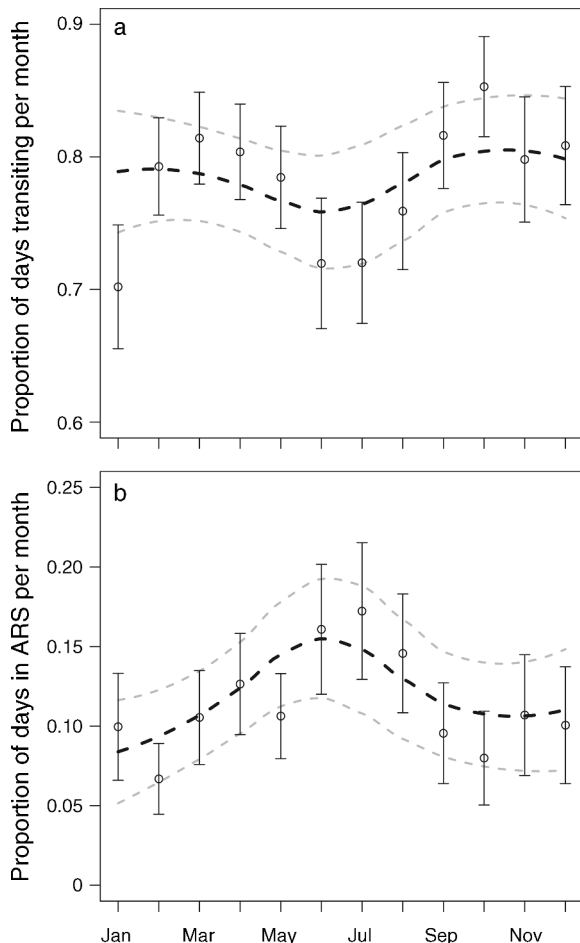 a
Proportion of days transiting per month
0.9
0.8
0.7
0.6
b
Proportion of days in ARS per month
0.25
0.20
0.15
0.10
0.05
0
Jan Mar May Jul Sep Nov